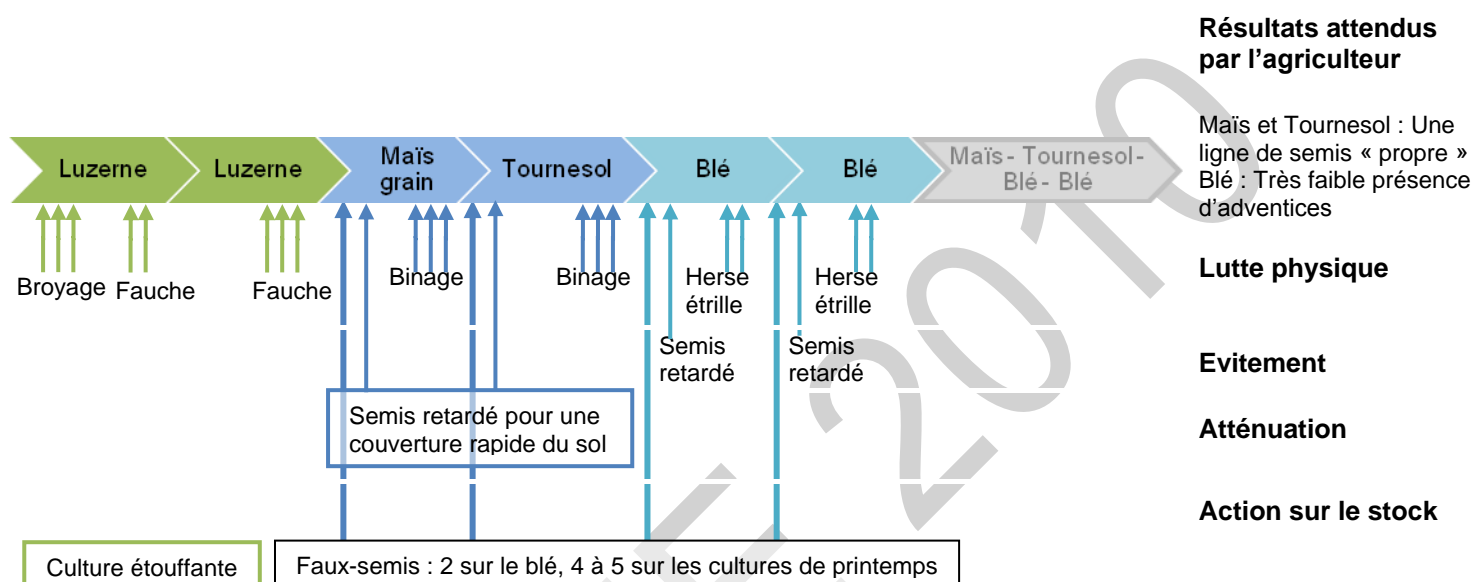 Résultats attendus
par l’agriculteur
Luzerne
Luzerne
Maïs
grain
Tournesol
Blé
Blé
Maïs - Tournesol -
Blé - Blé
Maïs et Tournesol : Une
ligne de semis « propre »
Blé : Très faible présence
d’adventices
Broyage
Fauche
Fauche
Binage
Binage
Herse
étrille
Herse
étrille
Lutte physique
Semis
retardé
Semis
retardé
Evitement
Semis retardé pour une
couverture rapide du sol
Atténuation
Action sur le stock
Culture étouffante
Faux-semis : 2 sur le blé, 4 à 5 sur les cultures de printemps
E 2010